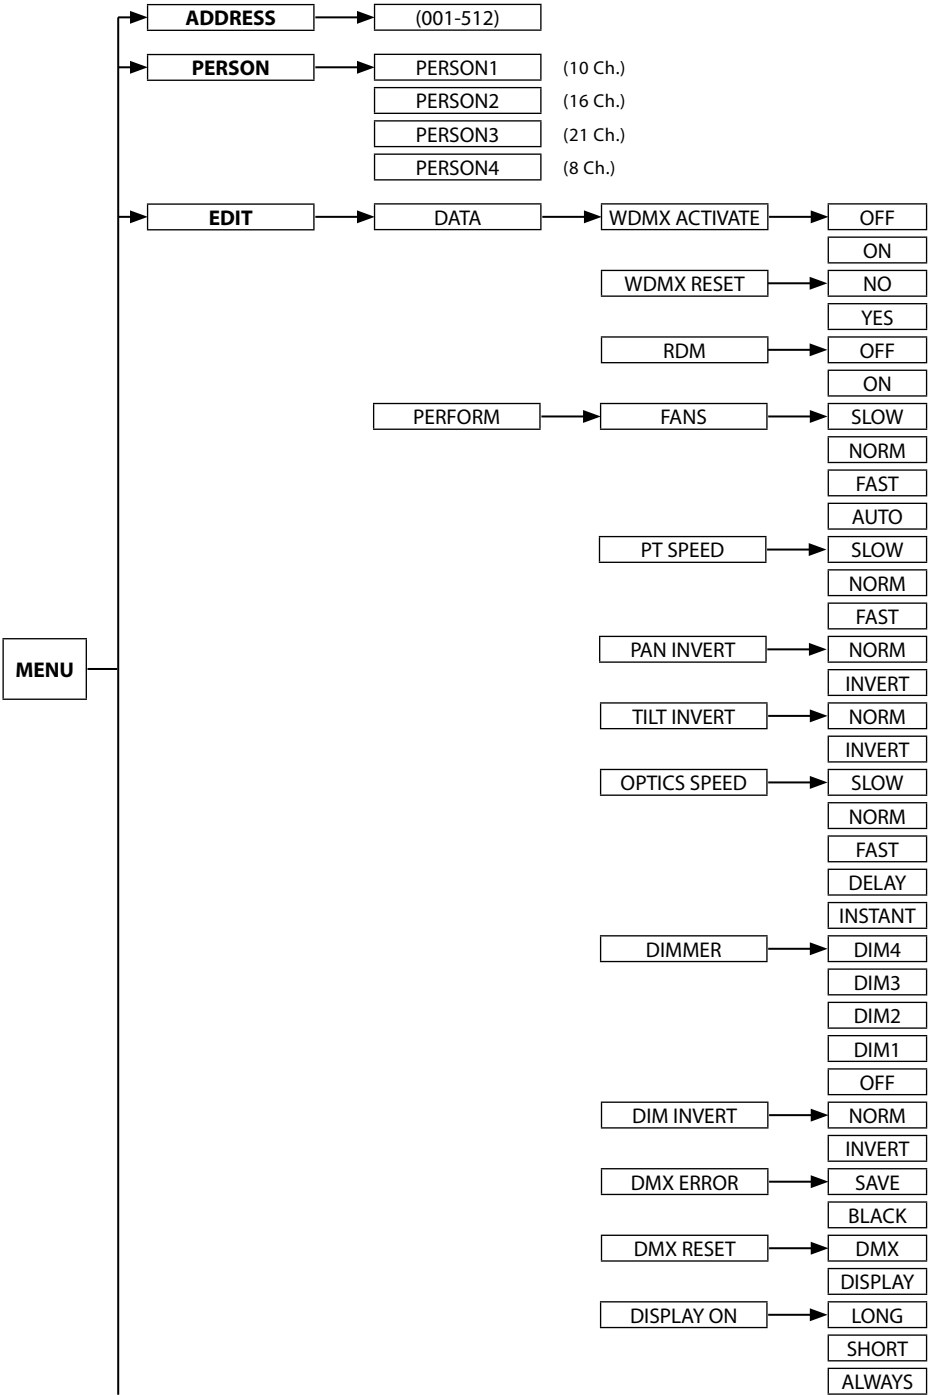 ADDRESS (001-512)
PERSON PERSON1 (10 Ch.)
PERSON2 (16 Ch.)
PERSON3 (21 Ch.)
PERSON4 (8 Ch.)
EDIT DATA WDMX ACTIVATE OFF
ON
WDMX RESET NO
YES
RDM OFF
ON
PERFORM FANS SLOW
NORM
FAST
AUTO
PT SPEED SLOW
NORM
FAST
MENU PAN INVERT NORM
INVERT
TILT INVERT NORM
INVERT
OPTICS SPEED SLOW
NORM
FAST
DELAY
INSTANT
DIMMER DIM4
DIM3
DIM2
DIM1
OFF
DIM INVERT NORM
INVERT
DMX ERROR SAVE
BLACK
DMX RESET DMX
DISPLAY
DISPLAY ON LONG
SHORT
ALWAYS